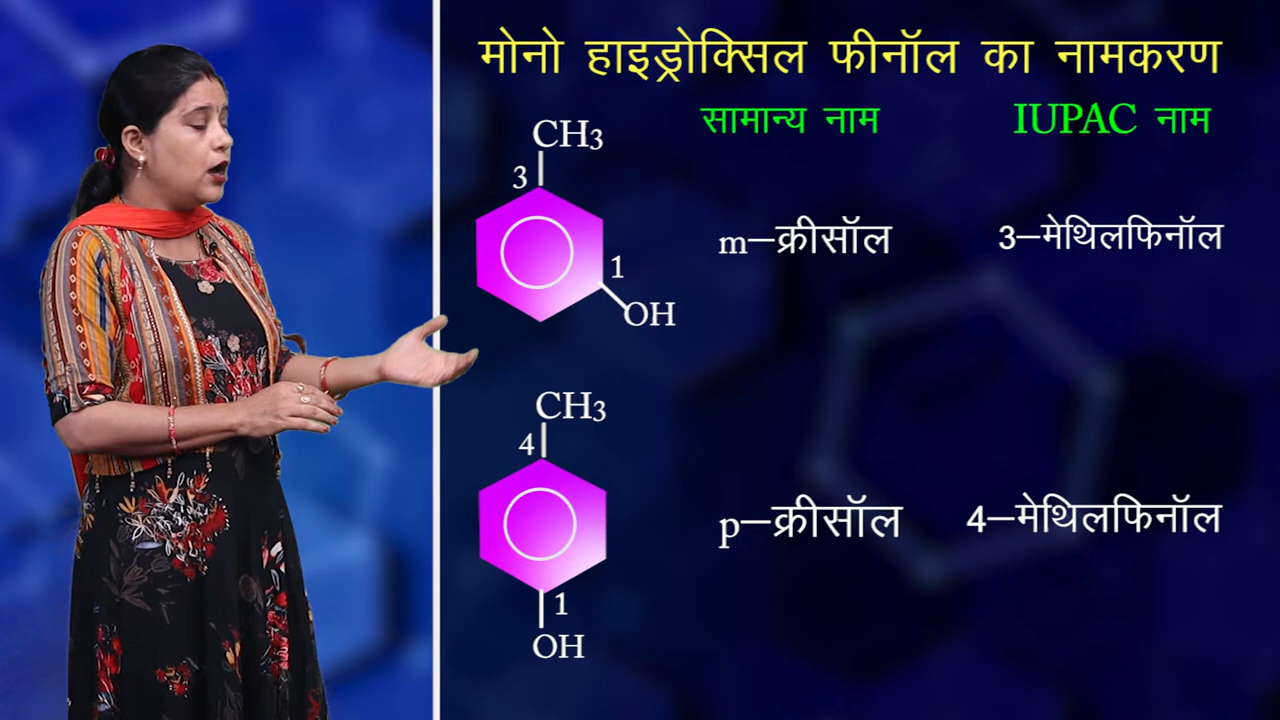 मोनो हाइड्रोक्सिल फीनॉल का नामकरण
सामान्य नाम IUPAC नाम
CH3
3
m–क्रीसॉल 3–मेथिलफिनॉल
1
OH
CH3
4
p–क्रीसॉल 4–मेथिलफिनॉल
1
OH